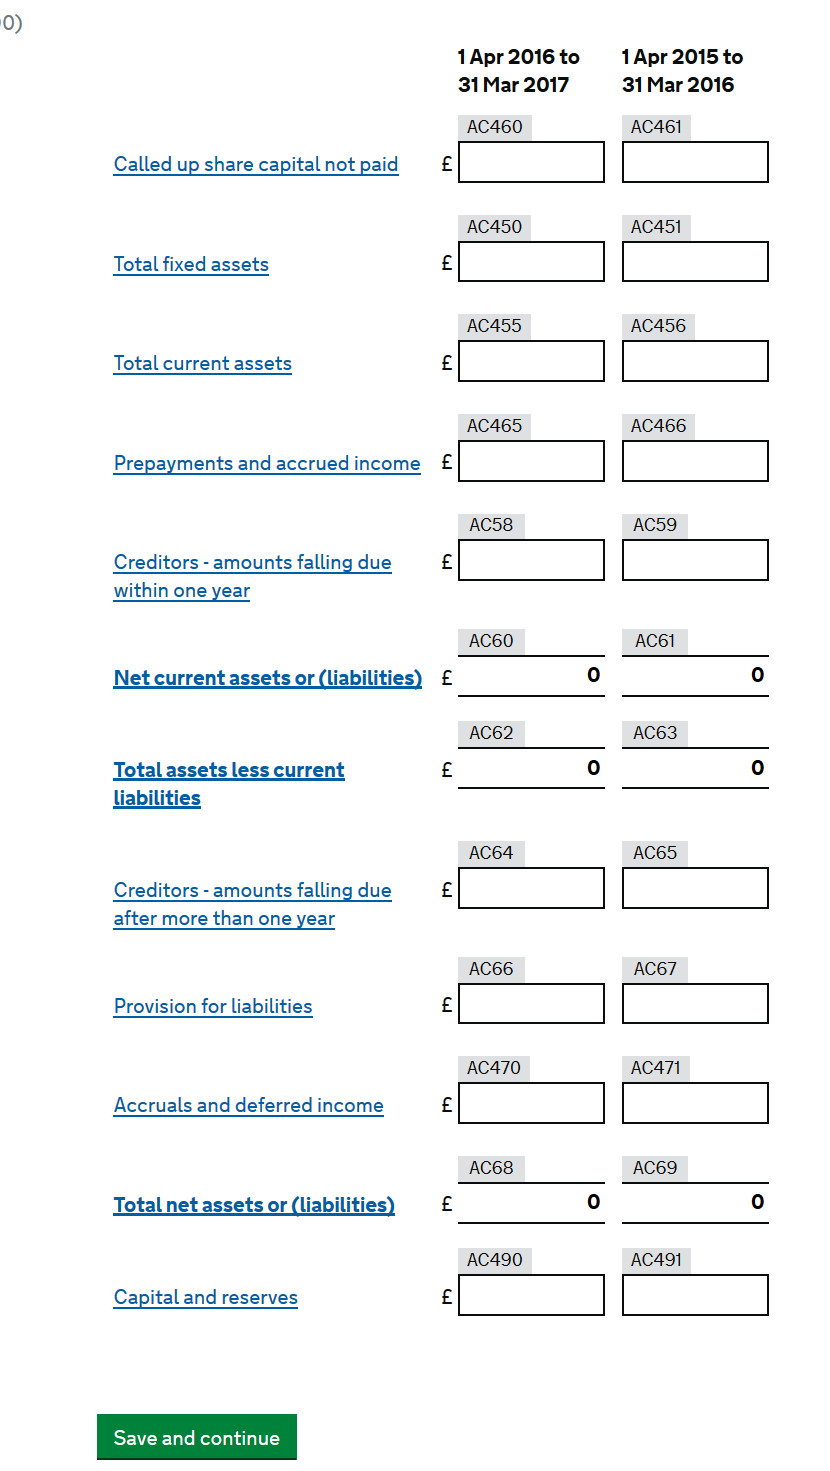 0)
1 Apr 2016 to 1 Apr 2015 to
31 Mar 2017 31 Mar 2016
AC460 AC461
Called up share capital not paid £
AC450 AC451
Total fixed assets £
AC455 AC456
Total current assets £
AC465 AC466
Prepayments and accrued income £
AC58 AC59
Creditors - amounts falling due £
within one year
AC60 AC61
Net current assets or (liabilities) £ 0 0
AC62 AC63
Total assets less current £ 0 0
liabilities
AC64 AC65
Creditors - amounts falling due £
after more than one year
AC66 AC67
Provision for liabilities £
AC470 AC471
Accruals and deferred income £
AC68 AC69
Total net assets or (liabilities) £ 0 0
AC490 AC491
Capital and reserves £
Save and continue